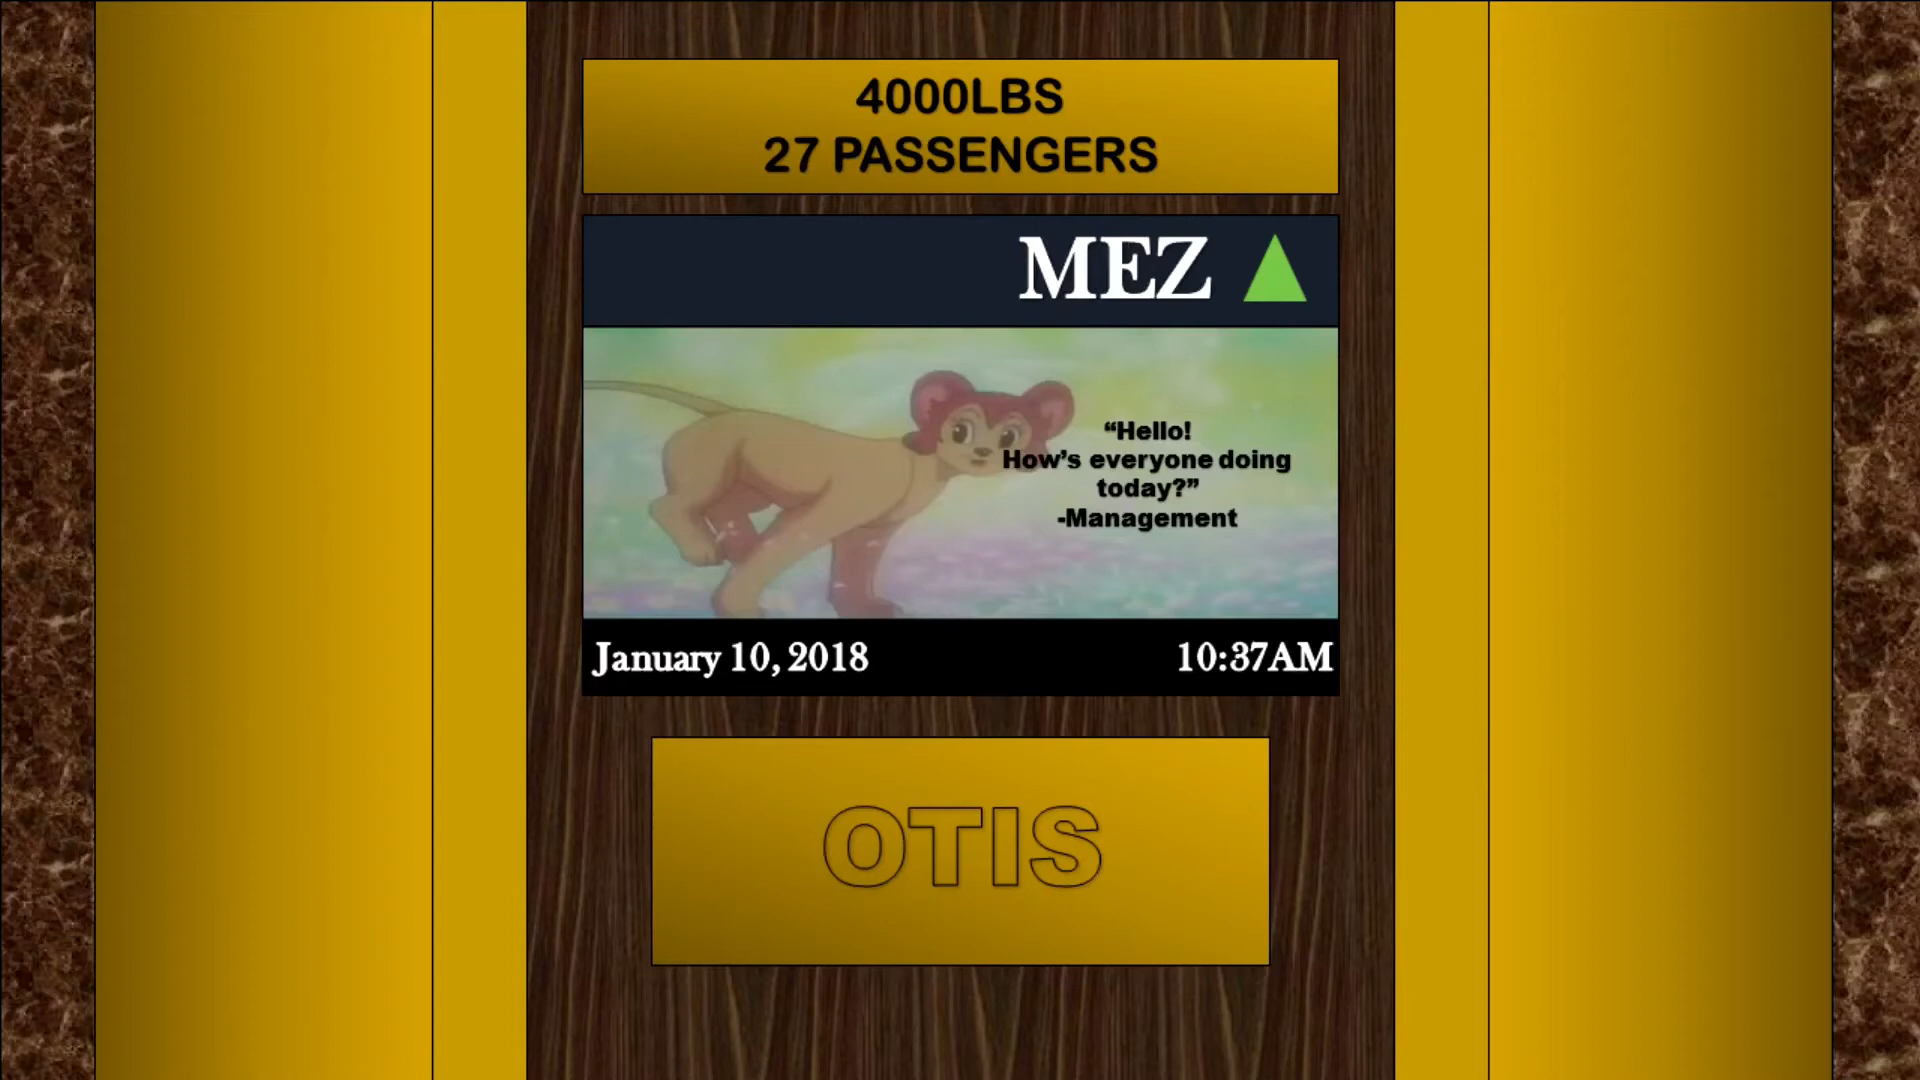 4000LBS
27 PASSENGERS
MEZ
“Hello!
How’s everyone doing
today?”
-Management
January 10, 2018
10:37AM
OTIS